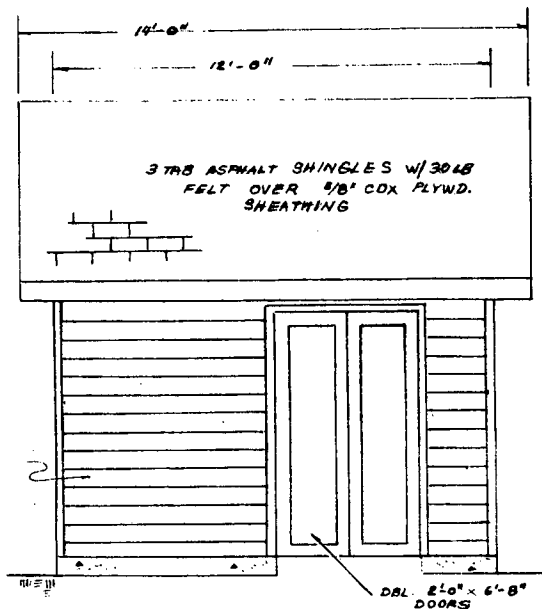 14'-0"
12'-0"
3 TAB ASPHALT SHINGLES W/ 30 LB
FELT OVER 5/8" CDX PLYWD.
SHEATHING
DBL. 2'-0" x 6'-8"
DOORS